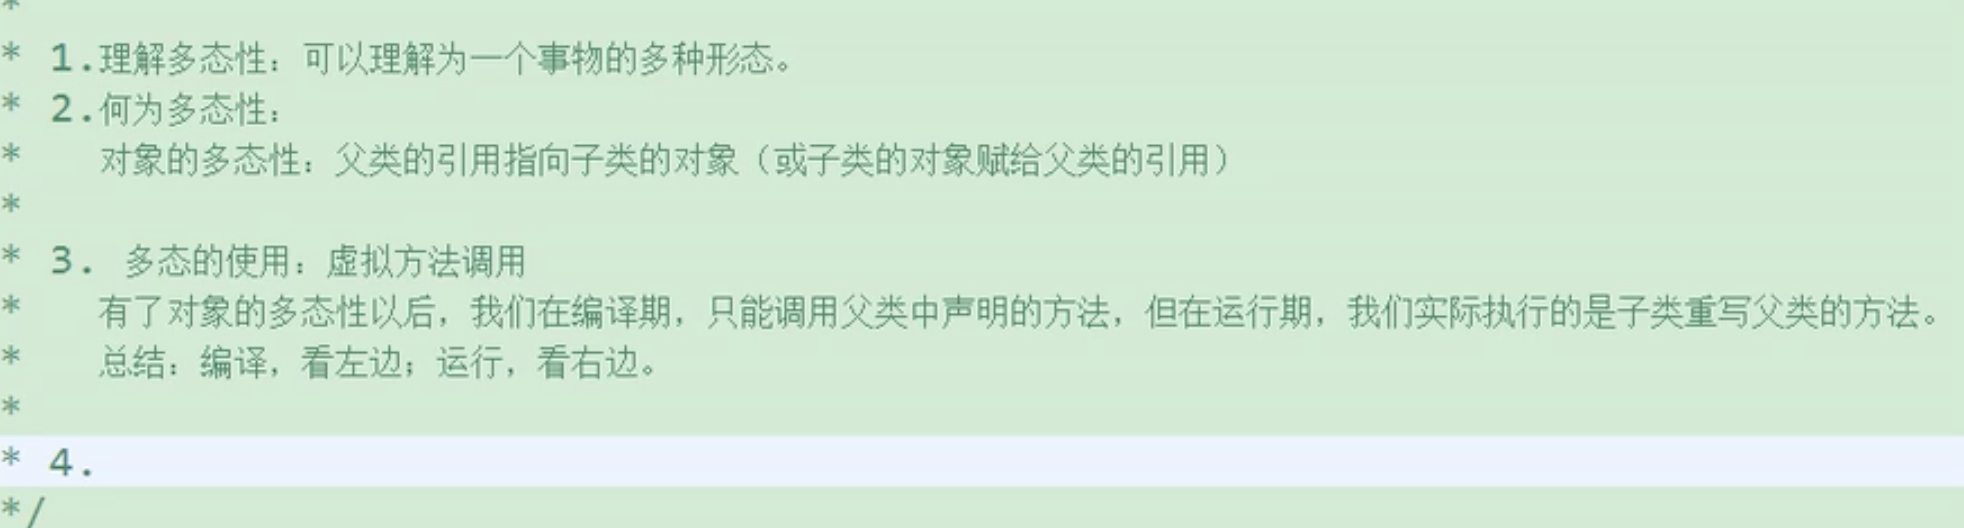 *
* 1.理解多态性：可以理解为一个事物的多种形态。
* 2.何为多态性：
*   对象的多态性：父类的引用指向子类的对象（或子类的对象赋给父类的引用）
*
* 3. 多态的使用：虚拟方法调用
*   有了对象的多态性以后，我们在编译期，只能调用父类中声明的方法，但在运行期，我们实际执行的是子类重写父类的方法。
*   总结：编译，看左边；运行，看右边。
*
* 4.
*/